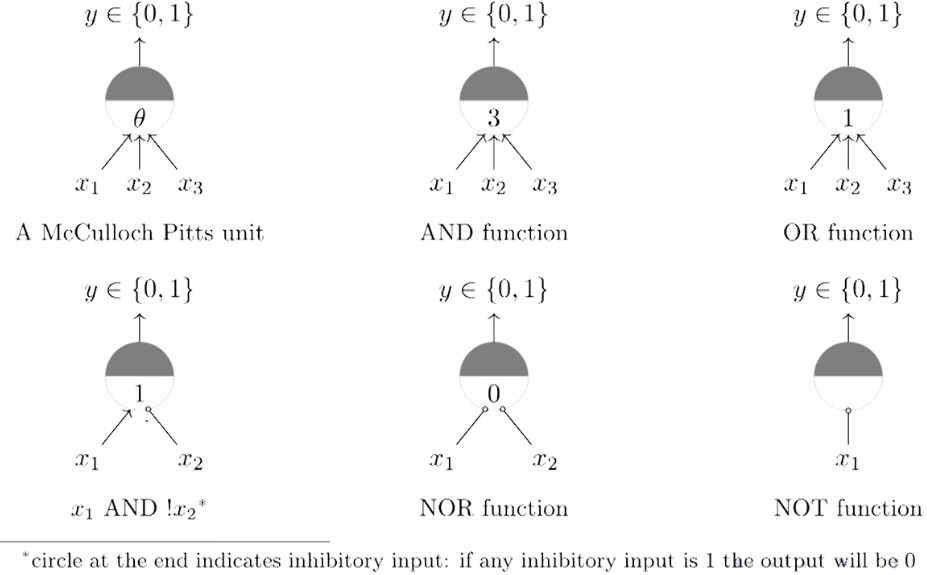 y ∈ {0, 1} y ∈ {0, 1} y ∈ {0, 1}
θ 3 1
x₁ x₂ x₃ x₁ x₂ x₃ x₁ x₂ x₃
A McCulloch Pitts unit AND function OR function
y ∈ {0, 1} y ∈ {0, 1} y ∈ {0, 1}
1 0
x₁ x₂ x₁ x₂ x₁
x₁ AND !x₂* NOR function NOT function
*circle at the end indicates inhibitory input: if any inhibitory input is 1 the output will be 0